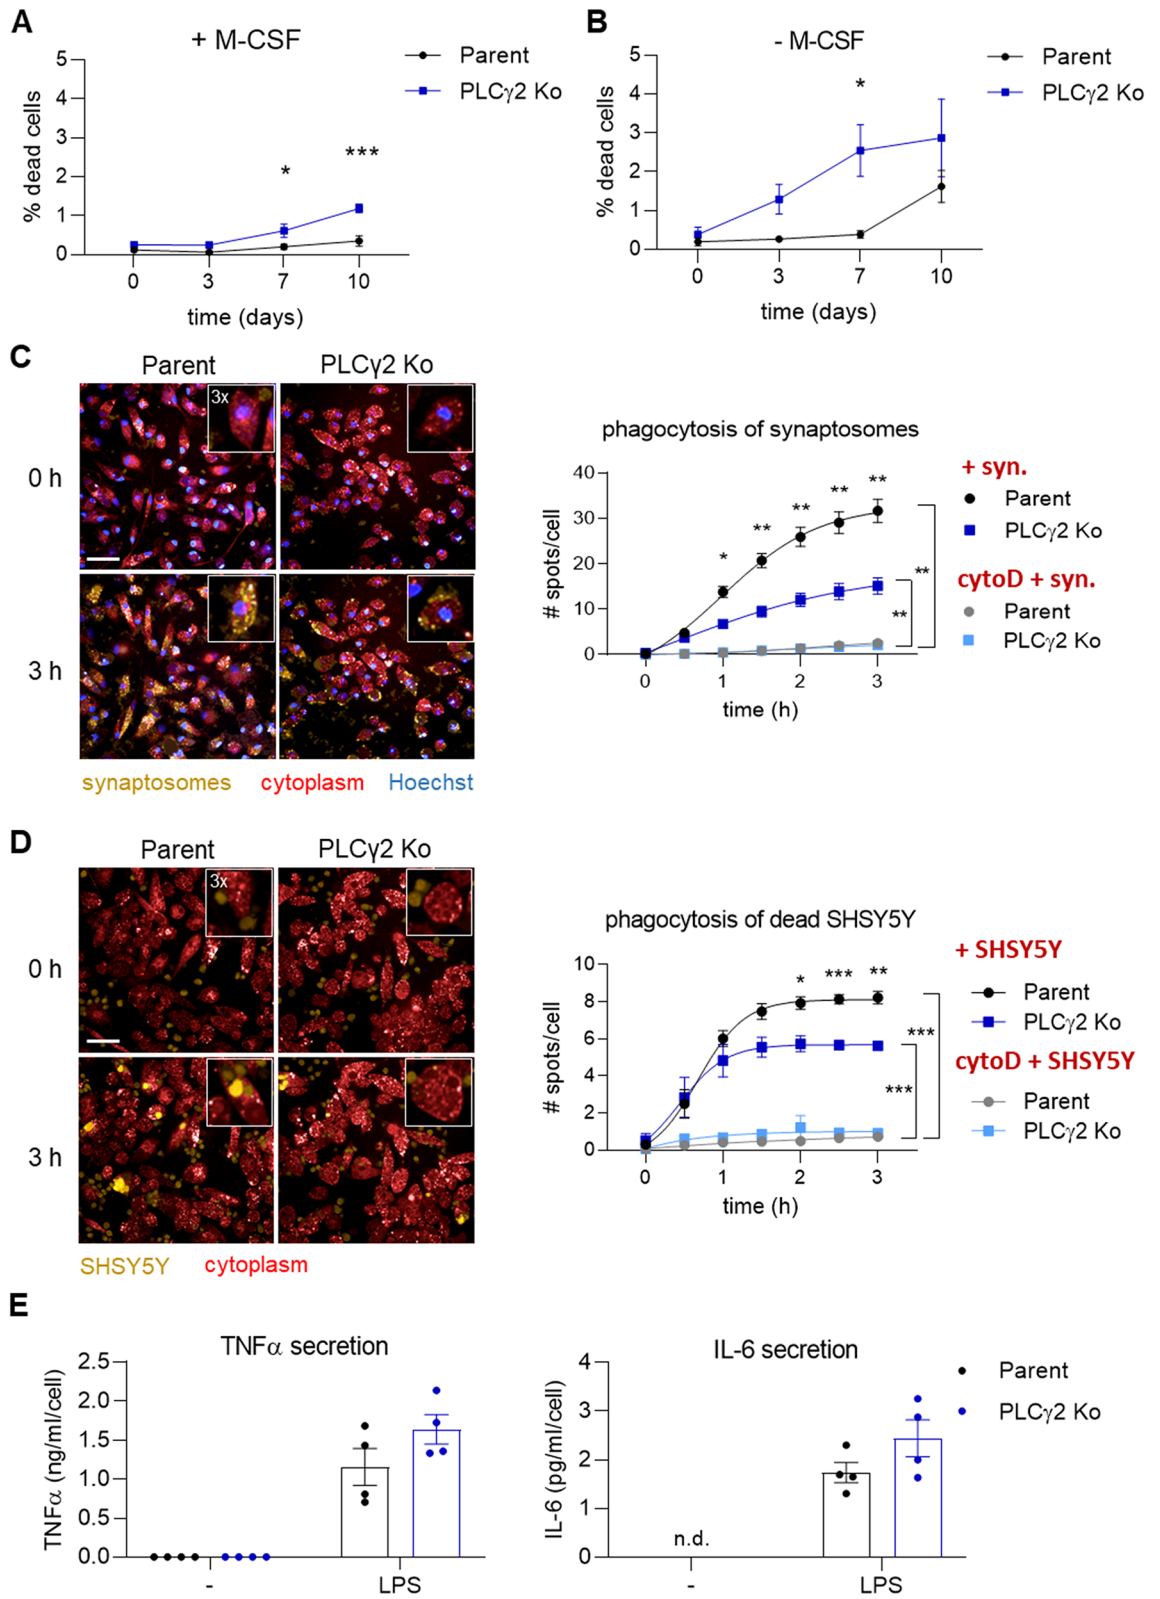 A
+ M-CSF
Parent
PLCγ2 Ko
% dead cells
5
4
3
2
1
0
*
***
0 3 7 10
time (days)
B
- M-CSF
Parent
PLCγ2 Ko
% dead cells
5
4
3
2
1
0
*
0 3 7 10
time (days)
C
Parent PLCγ2 Ko
3x
0 h
3 h
synaptosomes cytoplasm Hoechst
phagocytosis of synaptosomes
# spots/cell
40
30
20
10
0
* ** ** ** **
**
**
0 1 2 3
time (h)
+ syn.
Parent
PLCγ2 Ko
cytoD + syn.
Parent
PLCγ2 Ko
D
Parent PLCγ2 Ko
3x
0 h
3 h
SHSY5Y cytoplasm
phagocytosis of dead SHSY5Y
# spots/cell
10
8
6
4
2
0
* *** **
***
***
0 1 2 3
time (h)
+ SHSY5Y
Parent
PLCγ2 Ko
cytoD + SHSY5Y
Parent
PLCγ2 Ko
E
TNFα secretion
TNFα (ng/ml/cell)
2.5
2.0
1.5
1.0
0.5
0.0
- LPS
IL-6 secretion
IL-6 (pg/ml/cell)
4
3
2
1
0
n.d.
- LPS
Parent
PLCγ2 Ko